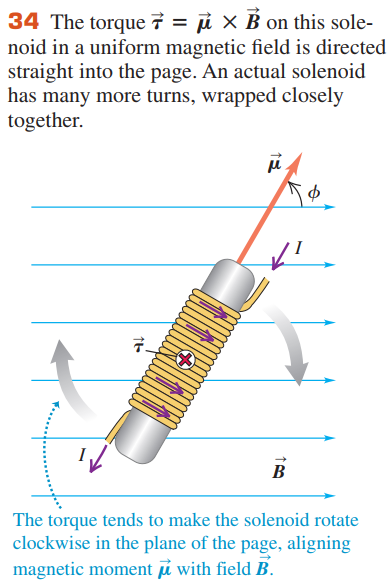 34 The torque τ⃗ = μ⃗ × B⃗ on this sole-
noid in a uniform magnetic field is directed
straight into the page. An actual solenoid
has many more turns, wrapped closely
together.
μ⃗
ϕ
I
τ⃗
I
B⃗
The torque tends to make the solenoid rotate
clockwise in the plane of the page, aligning
magnetic moment μ⃗ with field B⃗.